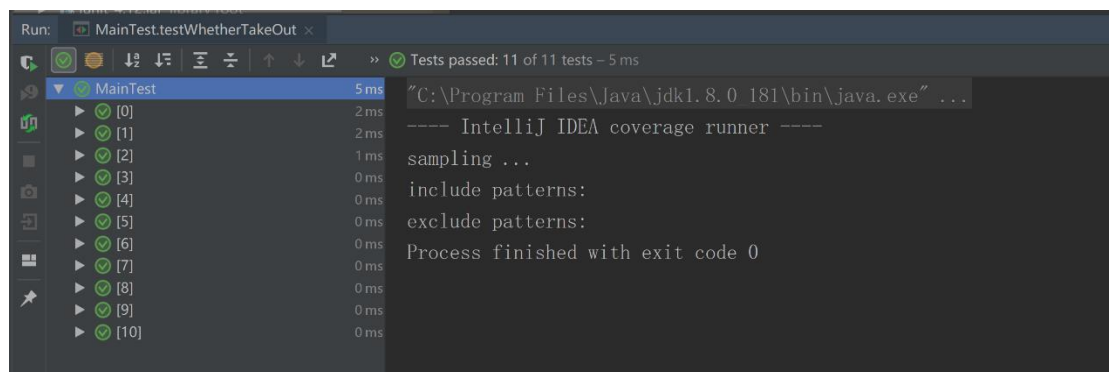 Run: MainTest.testWhetherTakeOut ×
» Tests passed: 11 of 11 tests – 5 ms
MainTest 5 ms
[0] 2 ms
[1] 2 ms
[2] 1 ms
[3] 0 ms
[4] 0 ms
[5] 0 ms
[6] 0 ms
[7] 0 ms
[8] 0 ms
[9] 0 ms
[10] 0 ms
"C:\Program Files\Java\jdk1.8.0_181\bin\java.exe" ...
---- IntelliJ IDEA coverage runner ----
sampling ...
include patterns:
exclude patterns:
Process finished with exit code 0